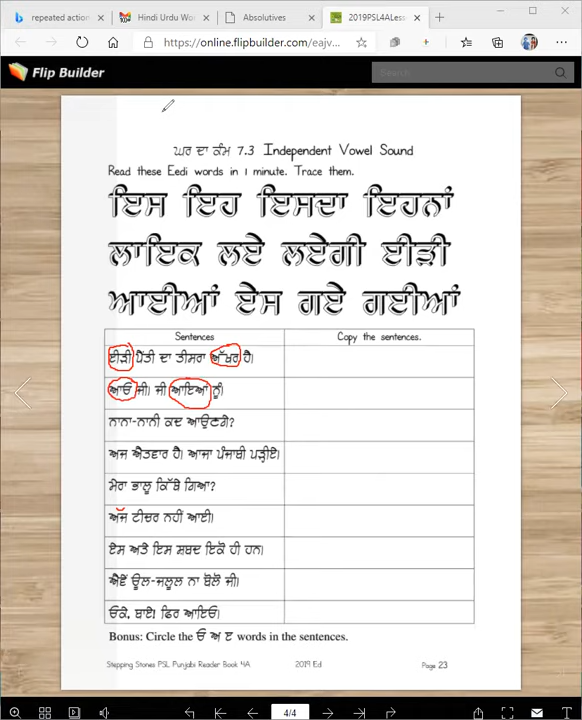 repeated action
Hindi Urdu Wo
Absolutives
2019PSL4ALess
https://online.flipbuilder.com/eajv...
Flip Builder
Search
ਘਰ ਦਾ ਕੰਮ 7.3 Independent Vowel Sound
Read these Eedi words in 1 minute. Trace them.
ਇਸ ਇਹ ਇਸਦਾ ਇਹਨਾਂ
ਲਾਇਕ ਲਏ ਲਏਗੀ ਈੜੀ
ਆਈਆਂ ਏਸ ਗਏ ਗਈਆਂ
Sentences Copy the sentences.
ਈੜੀ ਪੈਂਤੀ ਦਾ ਤੀਸਰਾ ਅੱਖਰ ਹੈ।
ਆਓ ਜੀ। ਜੀ ਆਇਆਂ ਨੂੰ
ਨਾਨਾ-ਨਾਨੀ ਕਦ ਆਉਣਗੇ?
ਅਜ ਐਤਵਾਰ ਹੈ। ਆਜਾ ਪੰਜਾਬੀ ਪੜ੍ਹੀਏ।
ਮੇਰਾ ਭਾਲੂ ਕਿੱਥੇ ਗਿਆ?
ਅੱਜ ਟੀਚਰ ਨਹੀਂ ਆਈ।
ਏਸ ਅਤੇ ਇਸ ਸ਼ਬਦ ਇਕੋ ਹੀ ਹਨ।
ਐਵੇਂ ਊਲ-ਜਲੂਲ ਨਾ ਬੋਲੋ ਜੀ।
ਓਕੇ, ਬਾਏ। ਫਿਰ ਆਇਓ।
Bonus: Circle the ੳ ਅ ੲ words in the sentences.
Stepping Stones PSL Punjabi Reader Book 4A 2019 Ed Page 23
4/4